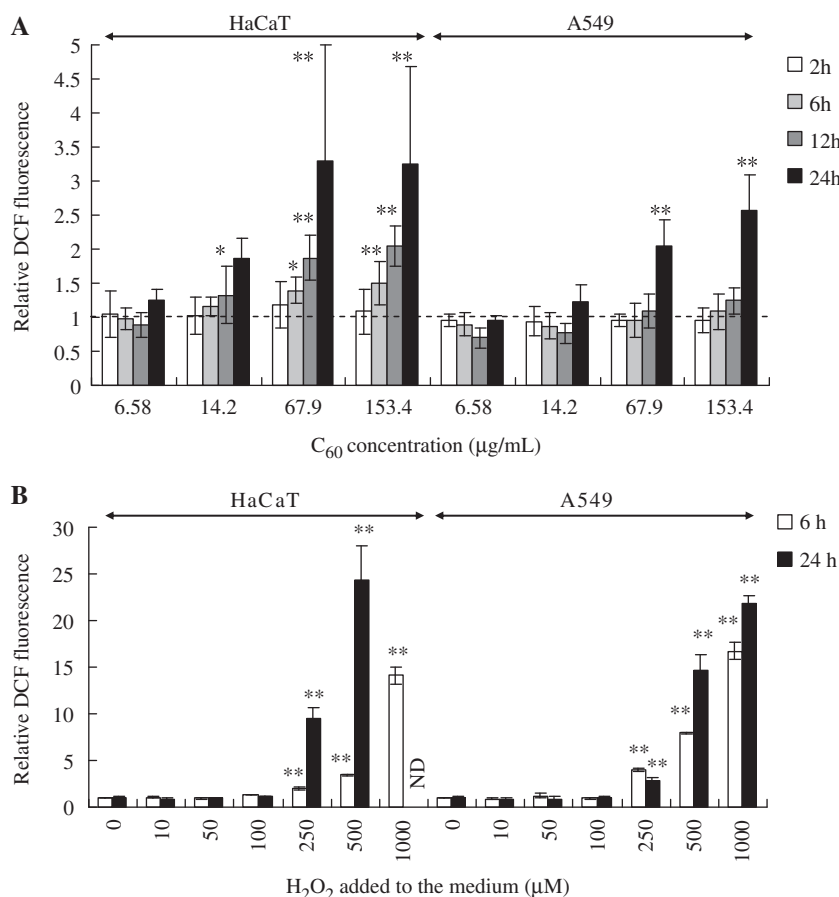 A
HaCaT
A549
Relative DCF fluorescence
5
4.5
4
3.5
3
2.5
2
1.5
1
0.5
0
** ** ** ** * ** * ** ** **
2h
6h
12h
24h
6.58 14.2 67.9 153.4 6.58 14.2 67.9 153.4
C60 concentration (μg/mL)
B
HaCaT
A549
Relative DCF fluorescence
30
25
20
15
10
5
0
** ** ** ** ** ** ** ** ** ** **
ND
6 h
24 h
0 10 50 100 250 500 1000 0 10 50 100 250 500 1000
H2O2 added to the medium (μM)